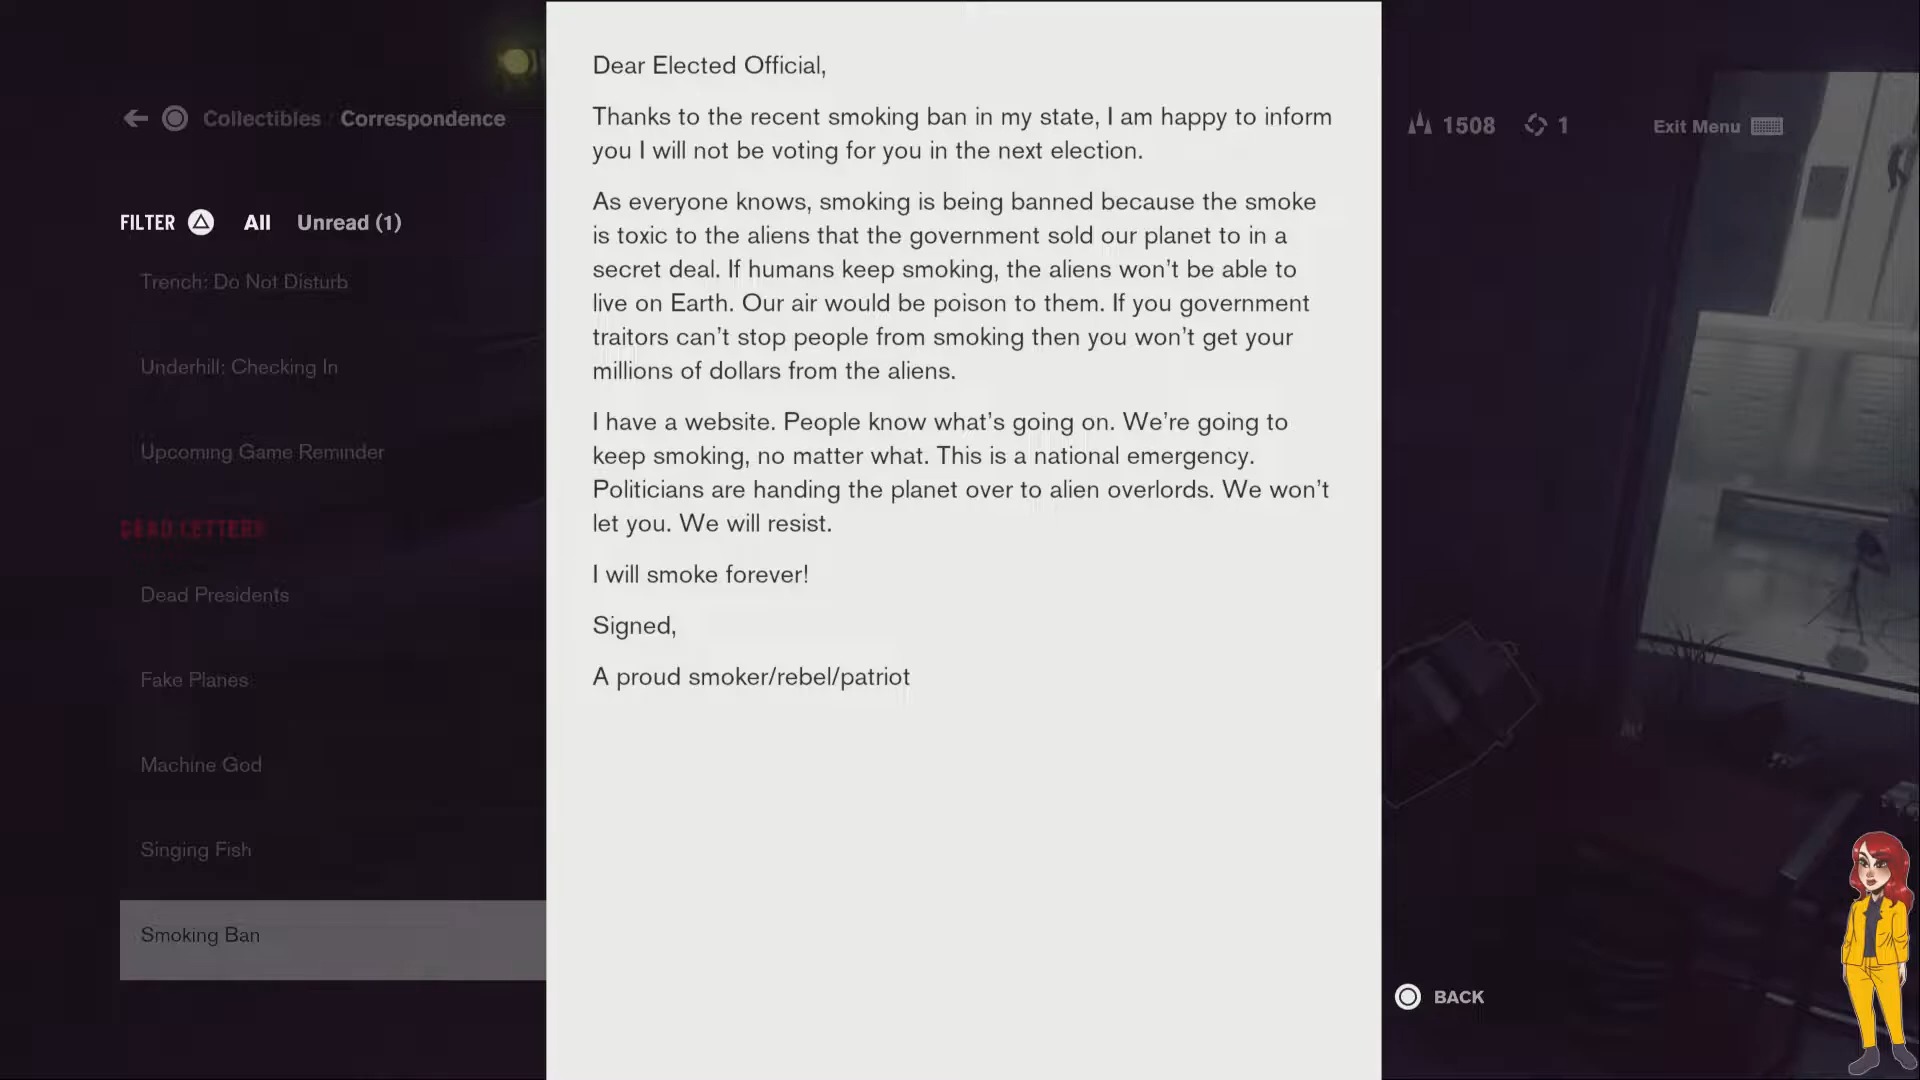 Collectibles / Correspondence
1508
1
Exit Menu
FILTER All Unread (1)
Trench: Do Not Disturb
Underhill: Checking In
Upcoming Game Reminder
DEAD LETTERS
Dead Presidents
Fake Planes
Machine God
Singing Fish
Smoking Ban
Dear Elected Official,
Thanks to the recent smoking ban in my state, I am happy to inform
you I will not be voting for you in the next election.
As everyone knows, smoking is being banned because the smoke
is toxic to the aliens that the government sold our planet to in a
secret deal. If humans keep smoking, the aliens won’t be able to
live on Earth. Our air would be poison to them. If you government
traitors can’t stop people from smoking then you won’t get your
millions of dollars from the aliens.
I have a website. People know what’s going on. We’re going to
keep smoking, no matter what. This is a national emergency.
Politicians are handing the planet over to alien overlords. We won’t
let you. We will resist.
I will smoke forever!
Signed,
A proud smoker/rebel/patriot
BACK